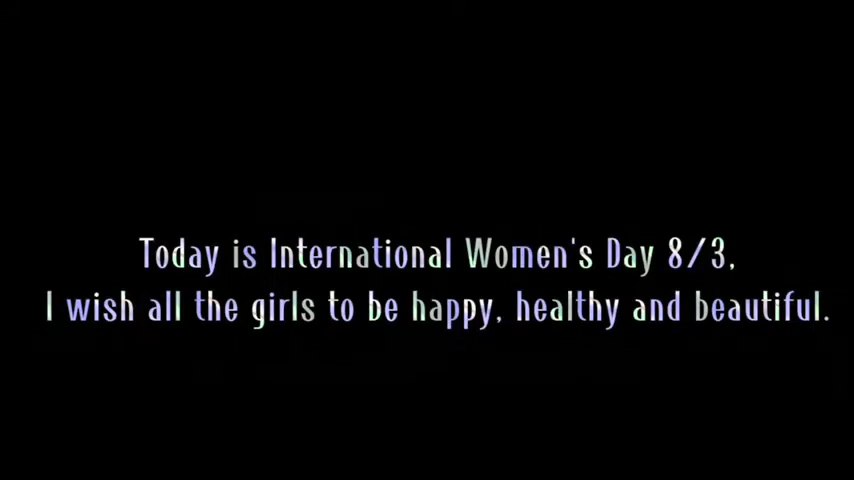 Today is International Women's Day 8/3,
I wish all the girls to be happy, healthy and beautiful.